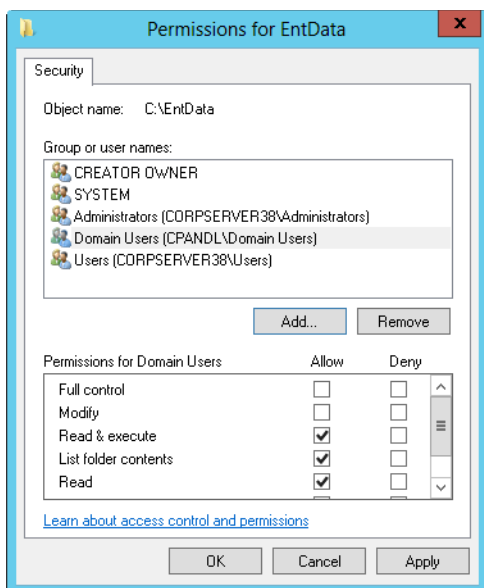 Permissions for EntData
x
Security
Object name: C:\EntData
Group or user names:
CREATOR OWNER
SYSTEM
Administrators (CORPSERVER38\Administrators)
Domain Users (CPANDL\Domain Users)
Users (CORPSERVER38\Users)
Add... Remove
Permissions for Domain Users Allow Deny
Full control
Modify
Read & execute
List folder contents
Read
Learn about access control and permissions
OK Cancel Apply